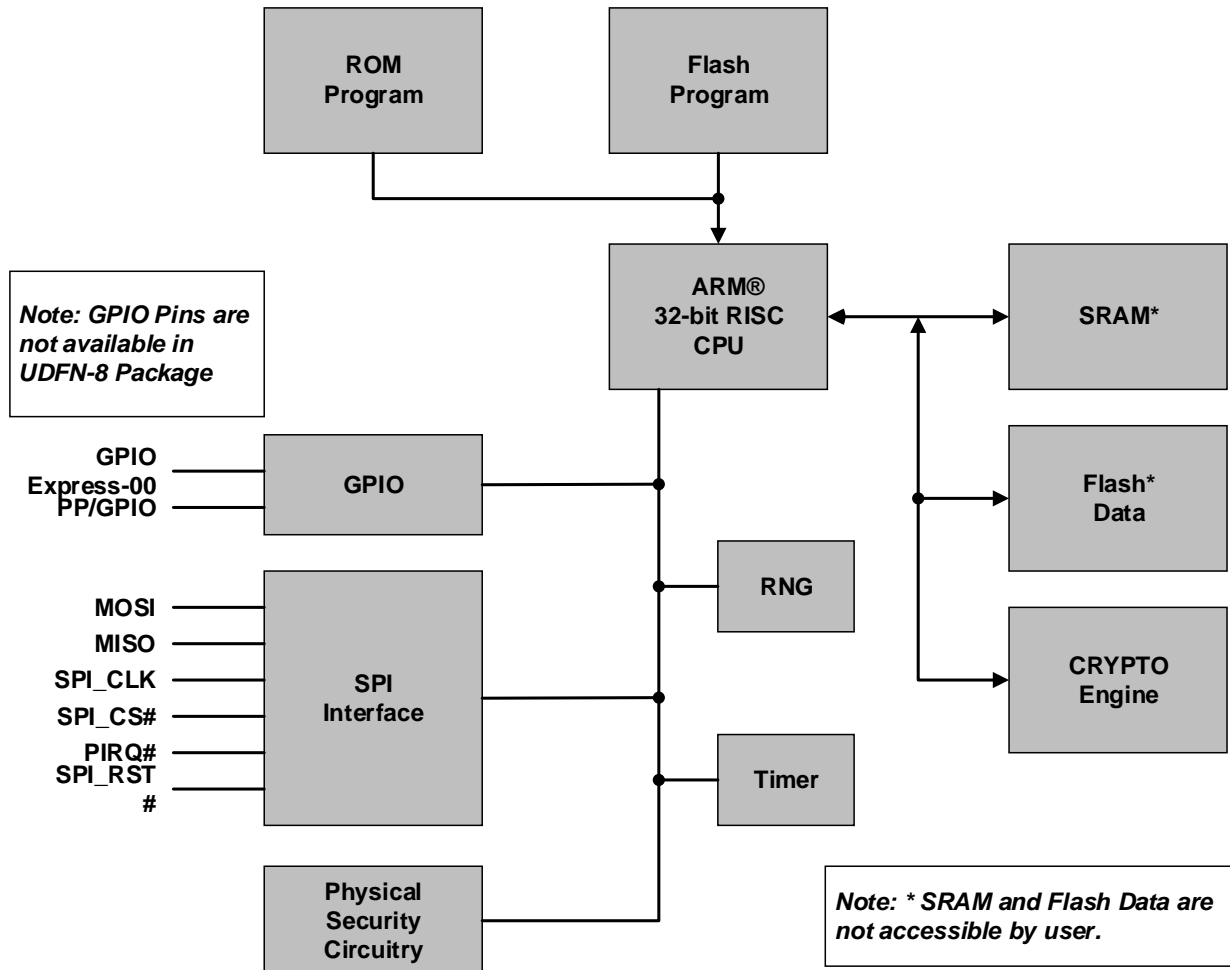 ROM
Program
Flash
Program
ARM®
32-bit RISC
CPU
SRAM*
Note: GPIO Pins are
not available in
UDFN-8 Package
GPIO
Express-00
PP/GPIO
GPIO
Flash*
Data
RNG
MOSI
MISO
SPI_CLK
SPI_CS#
PIRQ#
SPI_RST
#
SPI
Interface
CRYPTO
Engine
Timer
Physical
Security
Circuitry
Note: * SRAM and Flash Data are
not accessible by user.